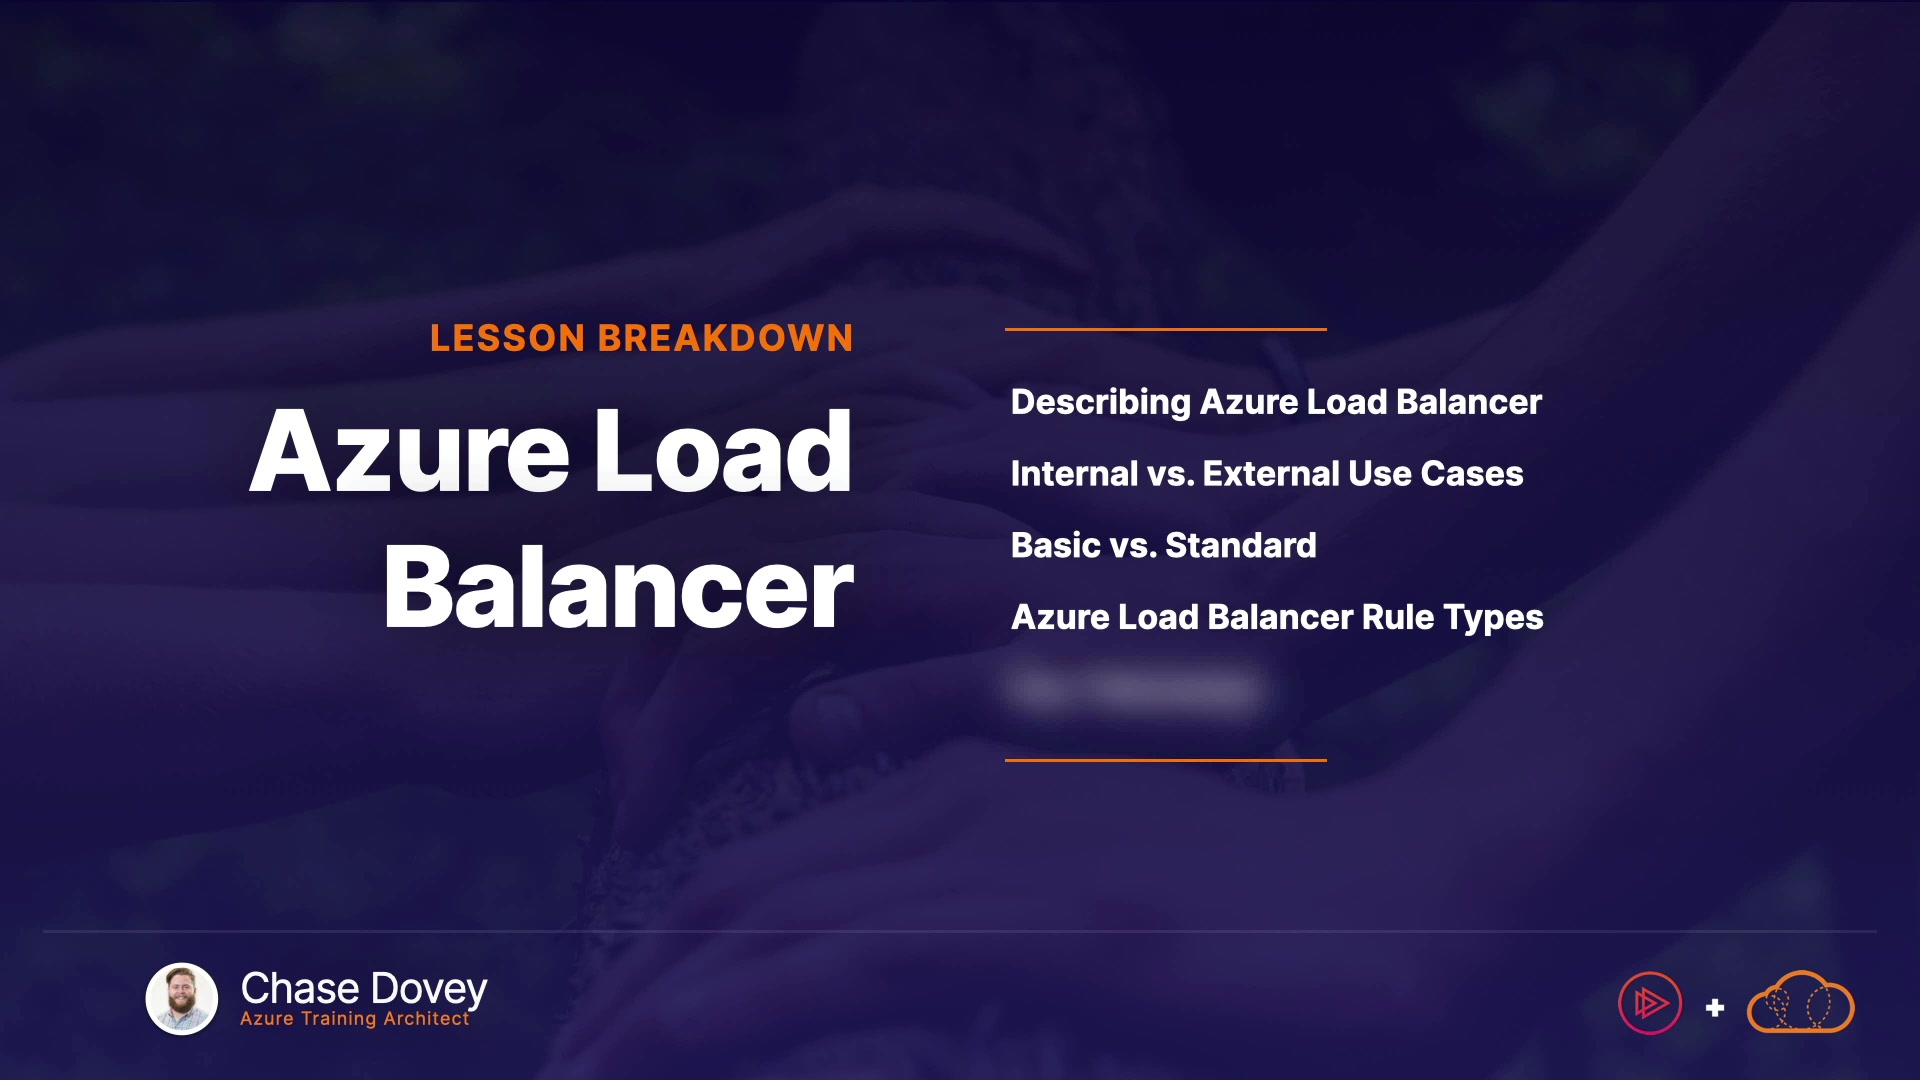 LESSON BREAKDOWN
Azure Load
Balancer
Describing Azure Load Balancer
Internal vs. External Use Cases
Basic vs. Standard
Azure Load Balancer Rule Types
Chase Dovey
Azure Training Architect